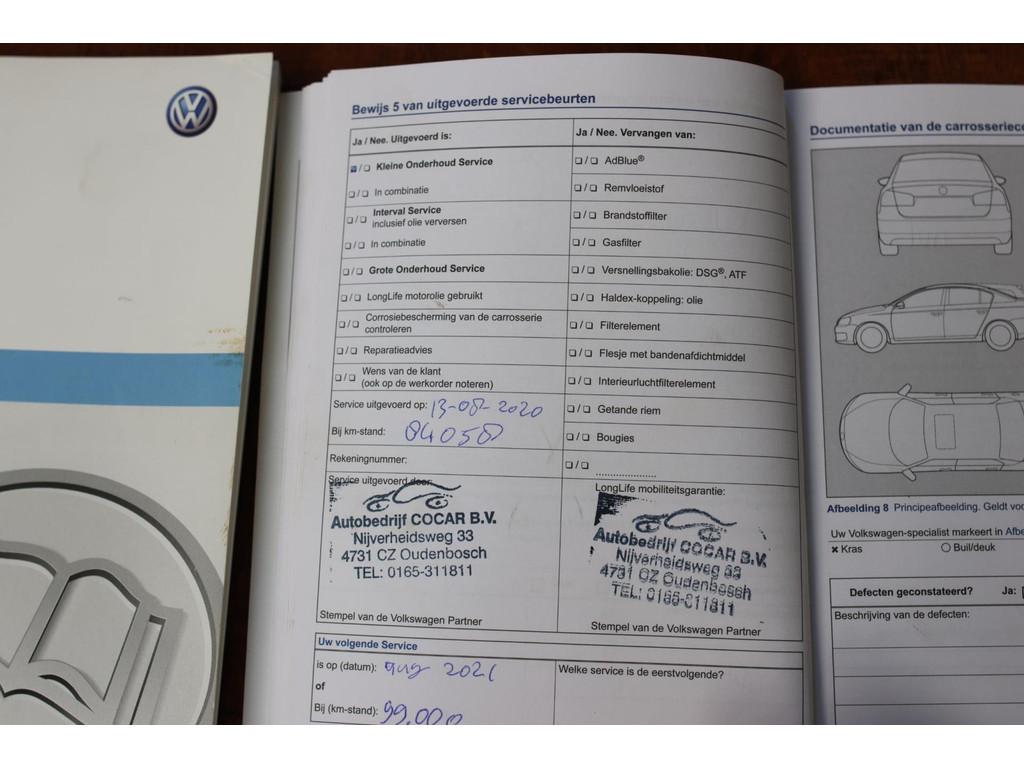 Bewijs 5 van uitgevoerde servicebeurten
Ja / Nee. Uitgevoerd is:
Kleine Onderhoud Service
In combinatie
Interval Service
inclusief olie verversen
In combinatie
Grote Onderhoud Service
LongLife motorolie gebruikt
Corrosiebescherming van de carrosserie
controleren
Reparatieadvies
Wens van de klant
(ook op de werkorder noteren)
Service uitgevoerd op: 13-08-2020
Bij km-stand: 84058
Rekeningnummer:
Service uitgevoerd door:
Autobedrijf COCAR B.V.
Nijverheidsweg 33
4731 CZ Oudenbosch
TEL: 0165-311811
Stempel van de Volkswagen Partner
Ja / Nee. Vervangen van:
AdBlue®
Remvloeistof
Brandstoffilter
Gasfilter
Versnellingsbakolie: DSG®, ATF
Haldex-koppeling: olie
Filterelement
Flesje met bandenafdichtmiddel
Interieurluchtfilterelement
Getande riem
Bougies
LongLife mobiliteitsgarantie:
Autobedrijf COCAR B.V.
Nijverheidsweg 33
4731 CZ Oudenbosch
TEL: 0165-311811
Stempel van de Volkswagen Partner
Uw volgende Service
is op (datum): aug 2021
of
Bij (km-stand): 99.000
Welke service is de eerstvolgende?
Documentatie van de
Afbeelding 8 Principeafbeelding. Geldt
Uw Volkswagen-specialist markeert in
Kras
Buil/deuk
Defecten geconstateerd? Ja:
Beschrijving van de defecten: